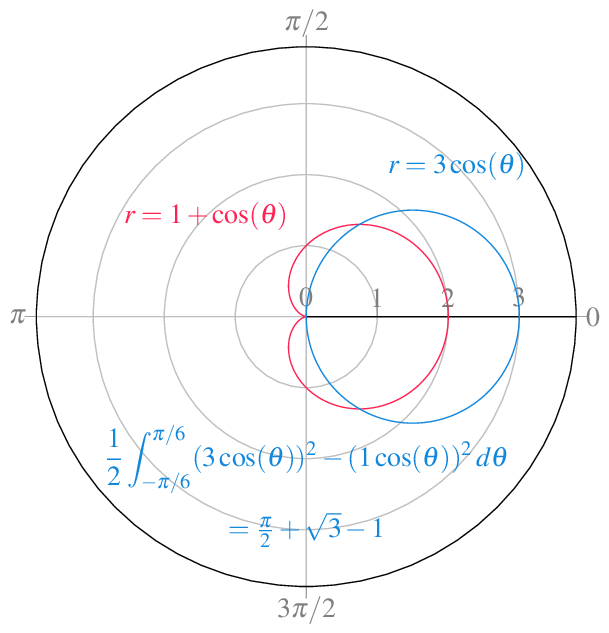 π/2
r = 3cos(θ)
r = 1 + cos(θ)
0 1 2 3
π 0
1/2 ∫_{-π/6}^{π/6} (3cos(θ))² − (1cos(θ))² dθ
= π/2 + √3 − 1
3π/2